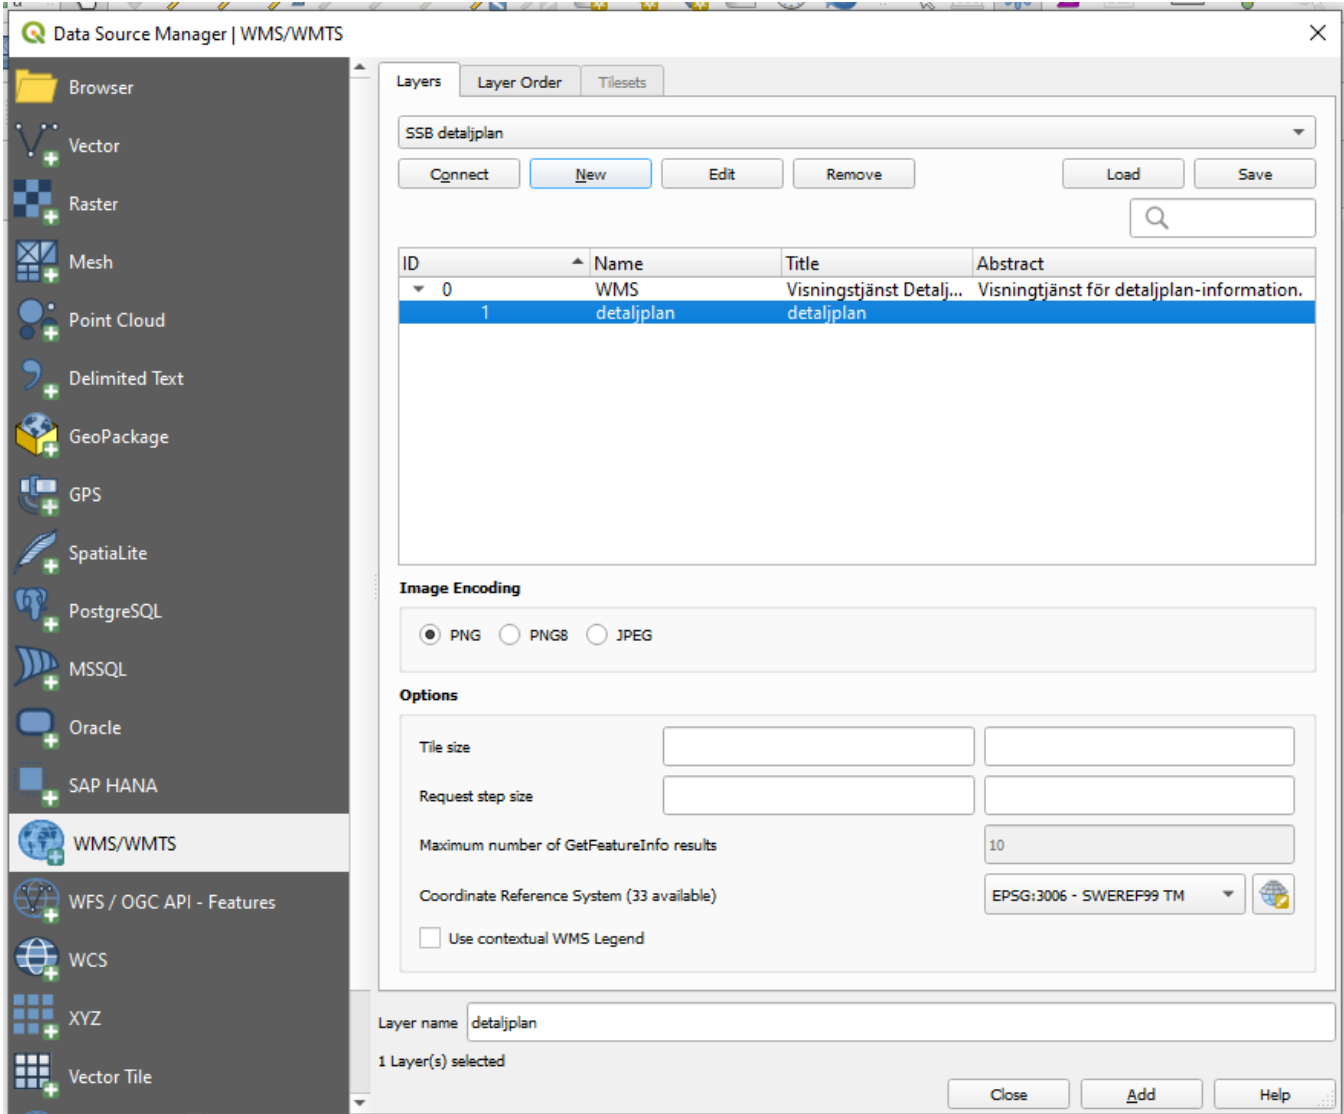 Data Source Manager | WMS/WMTS
Browser
Vector
Raster
Mesh
Point Cloud
Delimited Text
GeoPackage
GPS
SpatiaLite
PostgreSQL
MSSQL
Oracle
SAP HANA
WMS/WMTS
WFS / OGC API - Features
WCS
XYZ
Vector Tile
Layers Layer Order Tilesets
SSB detaljplan
Connect New Edit Remove Load Save
ID Name Title Abstract
0 WMS Visningstjänst Detalj... Visningtjänst för detaljplan-information.
1 detaljplan detaljplan
Image Encoding
PNG PNG8 JPEG
Options
Tile size
Request step size
Maximum number of GetFeatureInfo results 10
Coordinate Reference System (33 available) EPSG:3006 - SWEREF99 TM
Use contextual WMS Legend
Layer name detaljplan
1 Layer(s) selected
Close Add Help